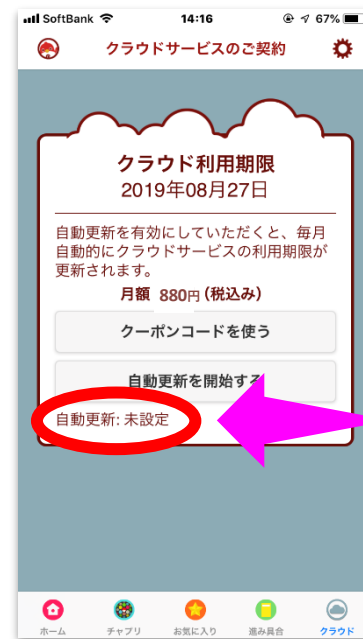 SoftBank 14:16 67%
クラウドサービスのご契約
クラウド利用期限
2019年08月27日
自動更新を有効にしていただくと、毎月
自動的にクラウドサービスの利用期限が
更新されます。
月額 880円(税込み)
クーポンコードを使う
自動更新を開始する
自動更新: 未設定
ホーム チャプリ お気に入り 進み具合 クラウド